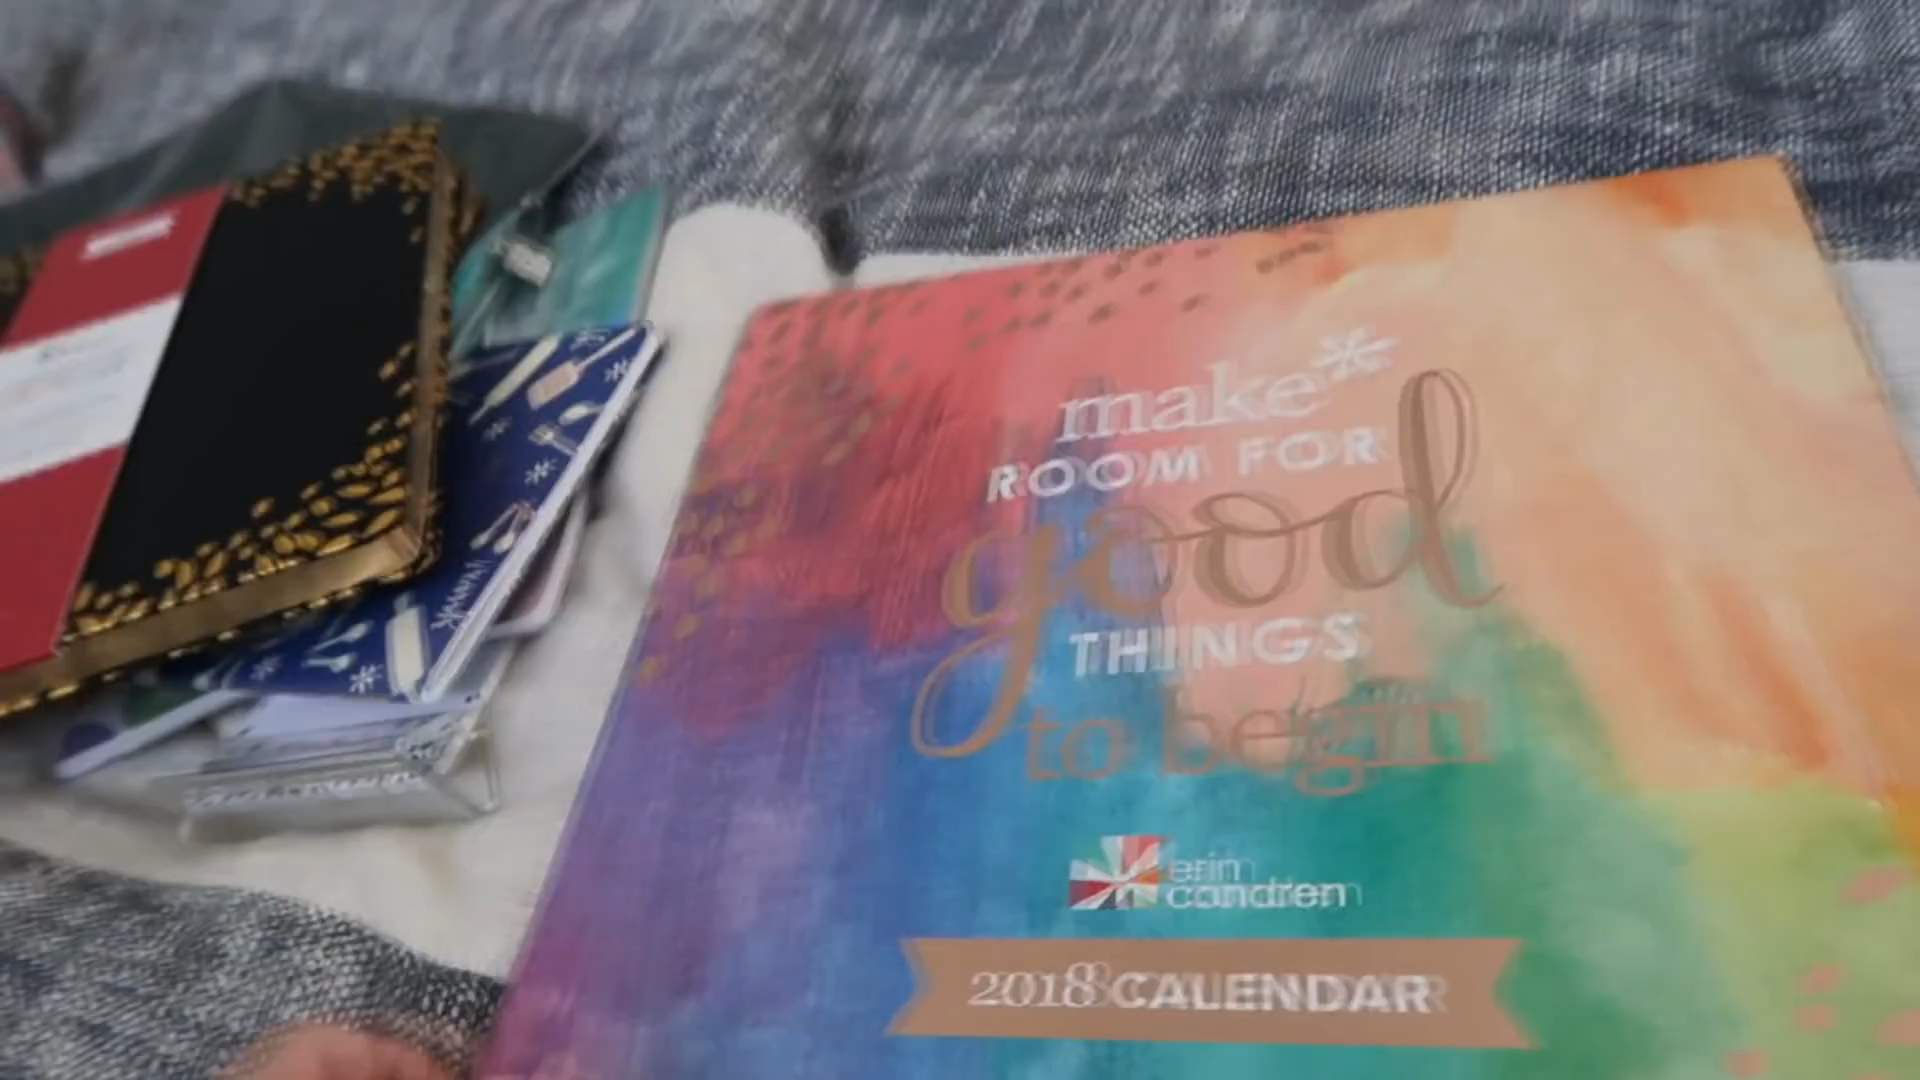 make*
ROOM FOR
good
THINGS
to begin
erin
condren
2018 CALENDAR